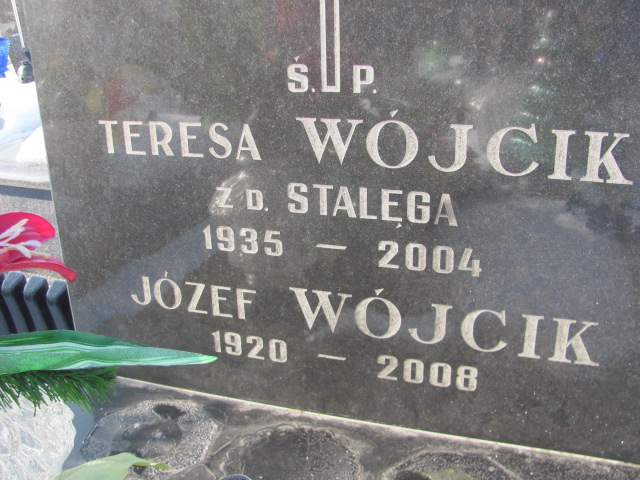 Ś. P.
TERESA WÓJCIK
Z D. STALĘGA
1935 — 2004
JÓZEF WÓJCIK
1920 — 2008